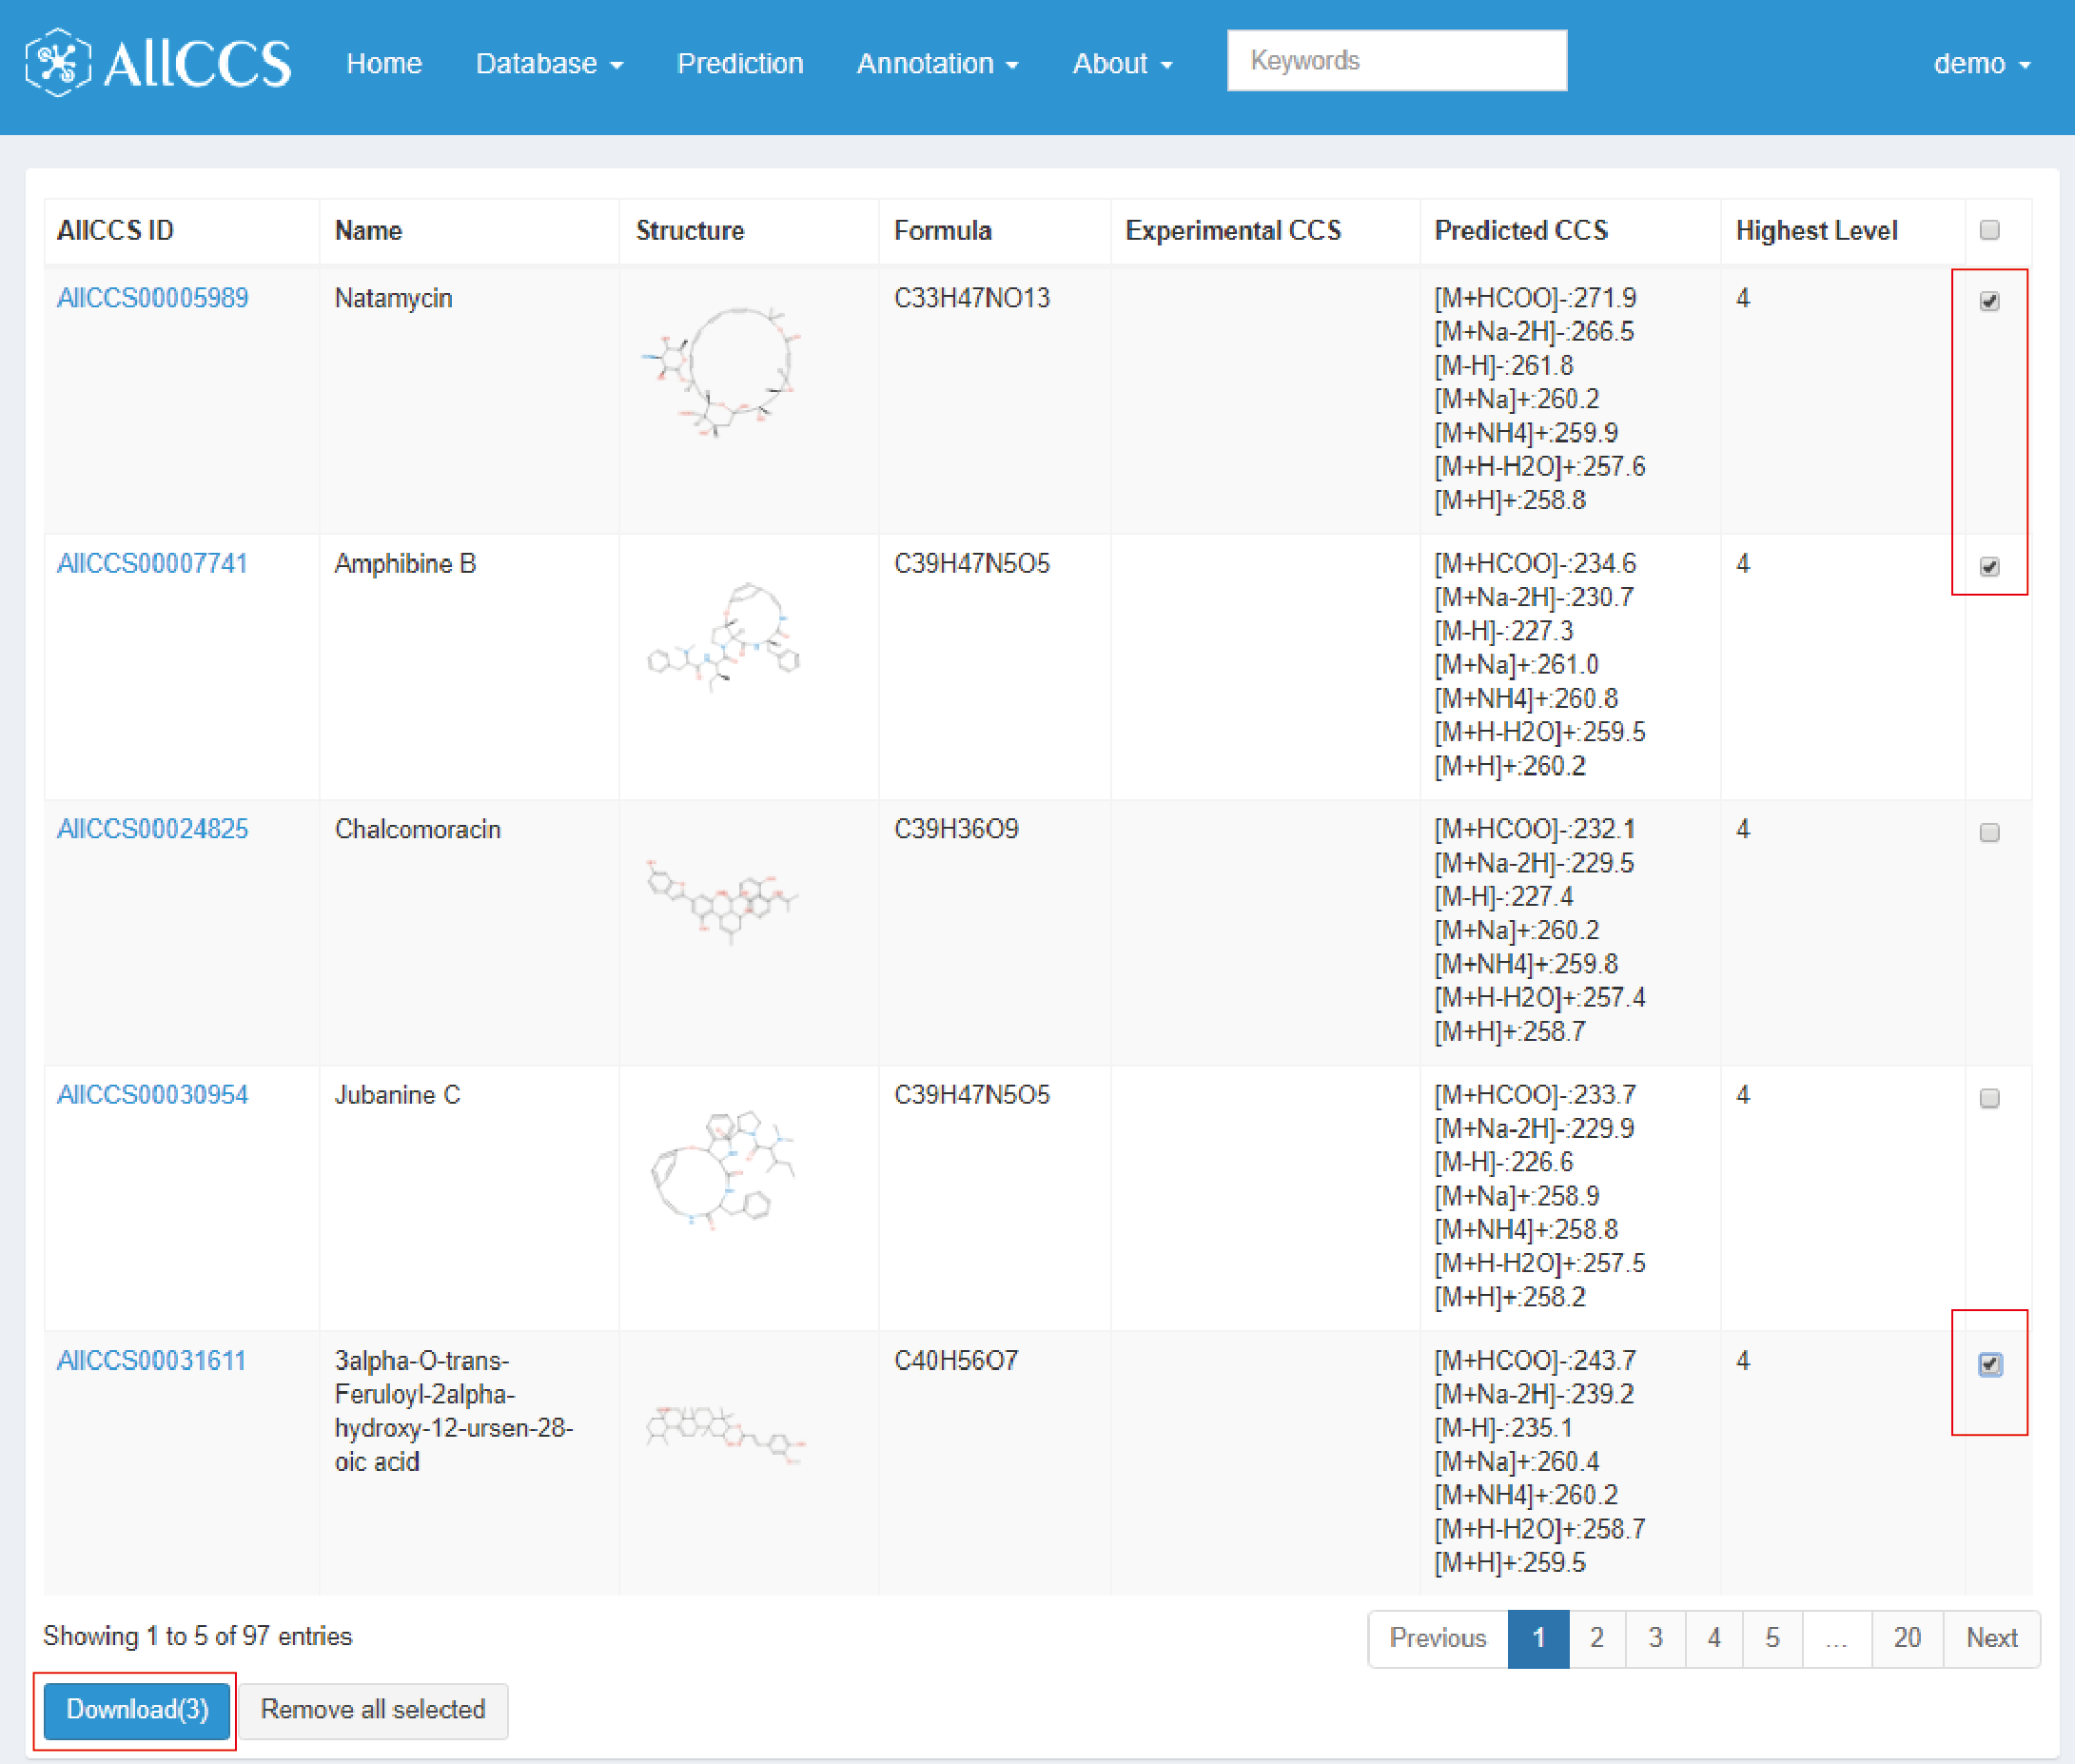 AllCCS Home Database Prediction Annotation About Keywords demo
AllCCS ID Name Structure Formula Experimental CCS Predicted CCS Highest Level
AllCCS00005989 Natamycin C33H47NO13 [M+HCOO]-:271.9 4
[M+Na-2H]-:266.5
[M-H]-:261.8
[M+Na]+:260.2
[M+NH4]+:259.9
[M+H-H2O]+:257.6
[M+H]+:258.8
AllCCS00007741 Amphibine B C39H47N5O5 [M+HCOO]-:234.6 4
[M+Na-2H]-:230.7
[M-H]-:227.3
[M+Na]+:261.0
[M+NH4]+:260.8
[M+H-H2O]+:259.5
[M+H]+:260.2
AllCCS00024825 Chalcomoracin C39H36O9 [M+HCOO]-:232.1 4
[M+Na-2H]-:229.5
[M-H]-:227.4
[M+Na]+:260.2
[M+NH4]+:259.8
[M+H-H2O]+:257.4
[M+H]+:258.7
AllCCS00030954 Jubanine C C39H47N5O5 [M+HCOO]-:233.7 4
[M+Na-2H]-:229.9
[M-H]-:226.6
[M+Na]+:258.9
[M+NH4]+:258.8
[M+H-H2O]+:257.5
[M+H]+:258.2
AllCCS00031611 3alpha-O-trans- C40H56O7 [M+HCOO]-:243.7 4
Feruloyl-2alpha- [M+Na-2H]-:239.2
hydroxy-12-ursen-28- [M-H]-:235.1
oic acid [M+Na]+:260.4
[M+NH4]+:260.2
[M+H-H2O]+:258.7
[M+H]+:259.5
Showing 1 to 5 of 97 entries Previous 1 2 3 4 5 ... 20 Next
Download(3) Remove all selected